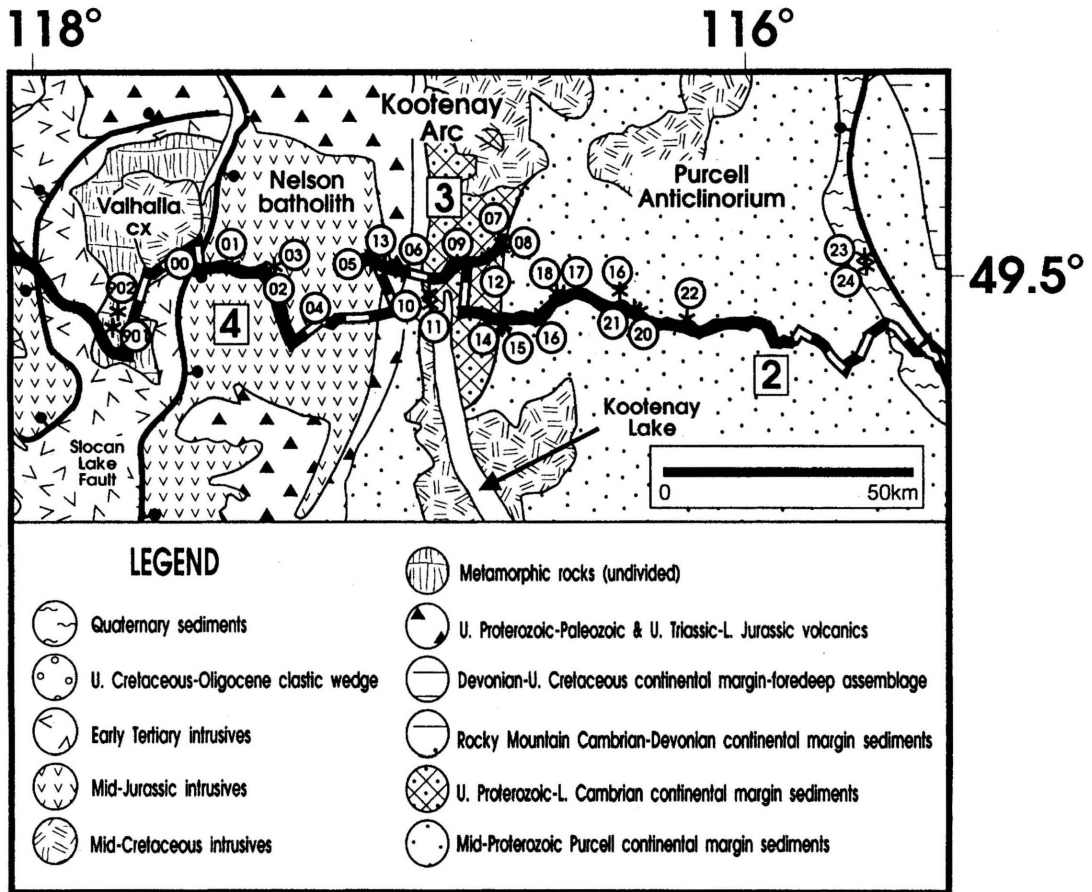 118°
116°
49.5°
Kootenay
Arc
Purcell
Anticlinorium
Nelson
batholith
Valhalla
cx
3
07
13
06
09
08
01
00
03
05
23
24
02
12
18
17
16
902
10
04
22
4
11
901
21
20
14
15
16
2
Slocan
Lake
Fault
Kootenay
Lake
0
50km
LEGEND
Quaternary sediments
U. Cretaceous-Oligocene clastic wedge
Early Tertiary intrusives
Mid-Jurassic intrusives
Mid-Cretaceous intrusives
Metamorphic rocks (undivided)
U. Proterozoic-Paleozoic & U. Triassic-L. Jurassic volcanics
Devonian-U. Cretaceous continental margin-foredeep assemblage
Rocky Mountain Cambrian-Devonian continental margin sediments
U. Proterozoic-L. Cambrian continental margin sediments
Mid-Proterozoic Purcell continental margin sediments